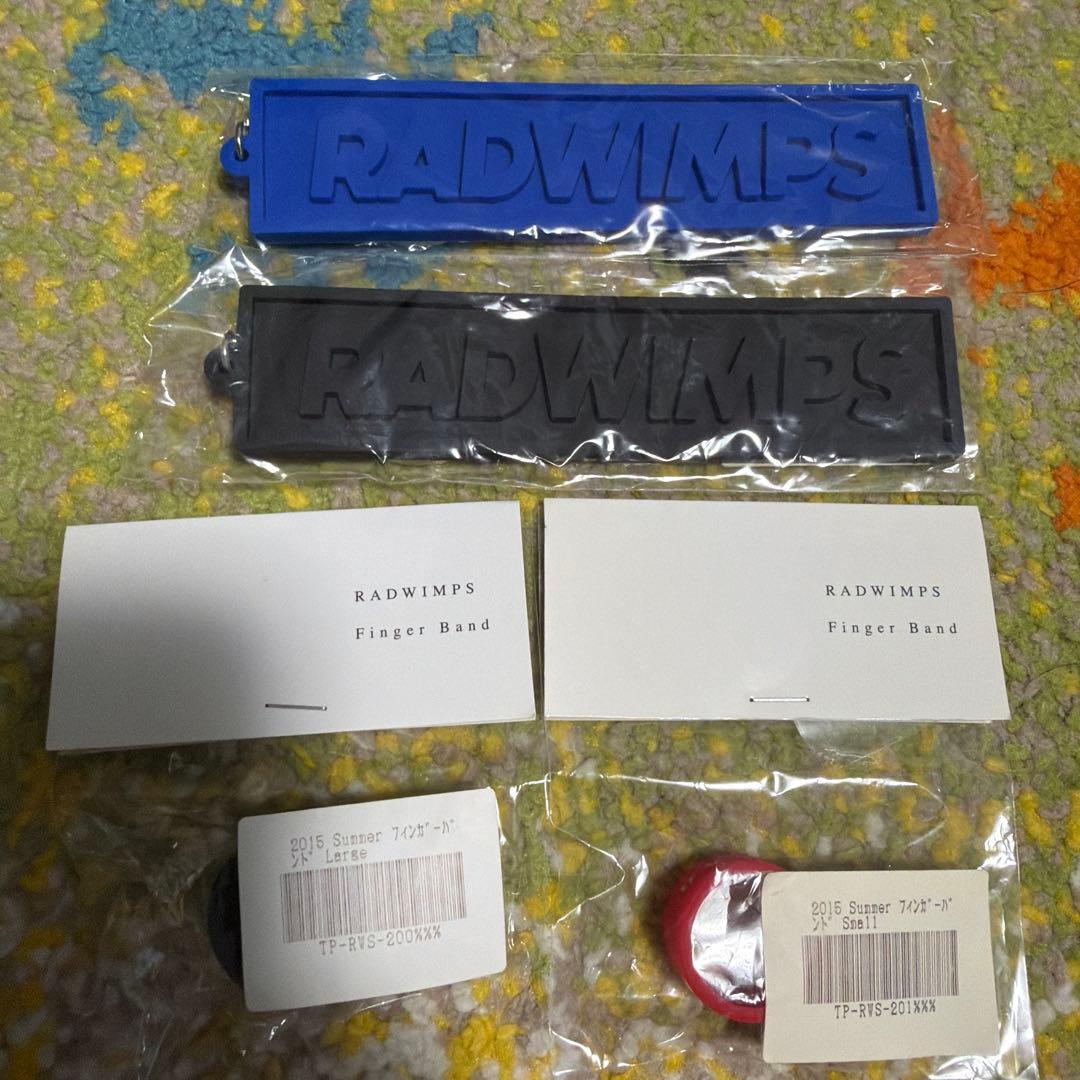 RADWIMPS
RADWIMPS
RADWIMPS
Finger Band
RADWIMPS
Finger Band
2015 Summer ﾌｨﾝｶﾞｰﾊﾞ
ﾝﾄﾞ Large
TP-RWS-200%%%
2015 Summer ﾌｨﾝｶﾞｰﾊﾞ
ﾝﾄﾞ Small
TP-RWS-201%%%